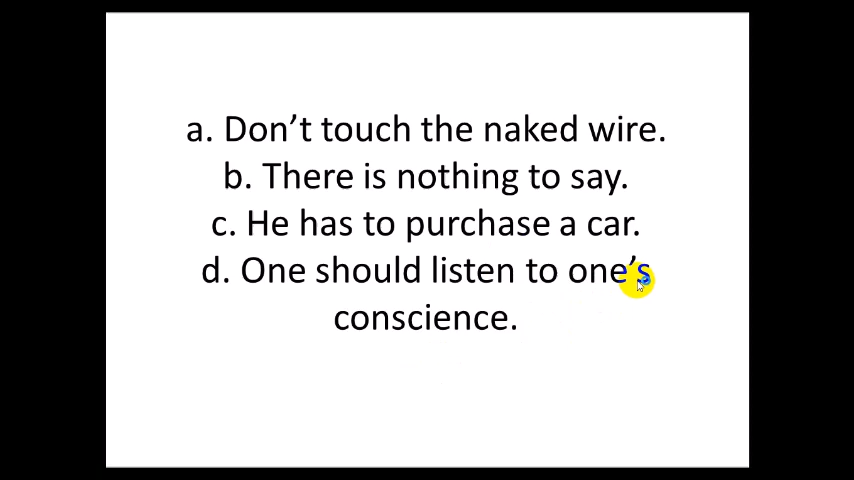 a. Don’t touch the naked wire.
b. There is nothing to say.
c. He has to purchase a car.
d. One should listen to one’s
conscience.